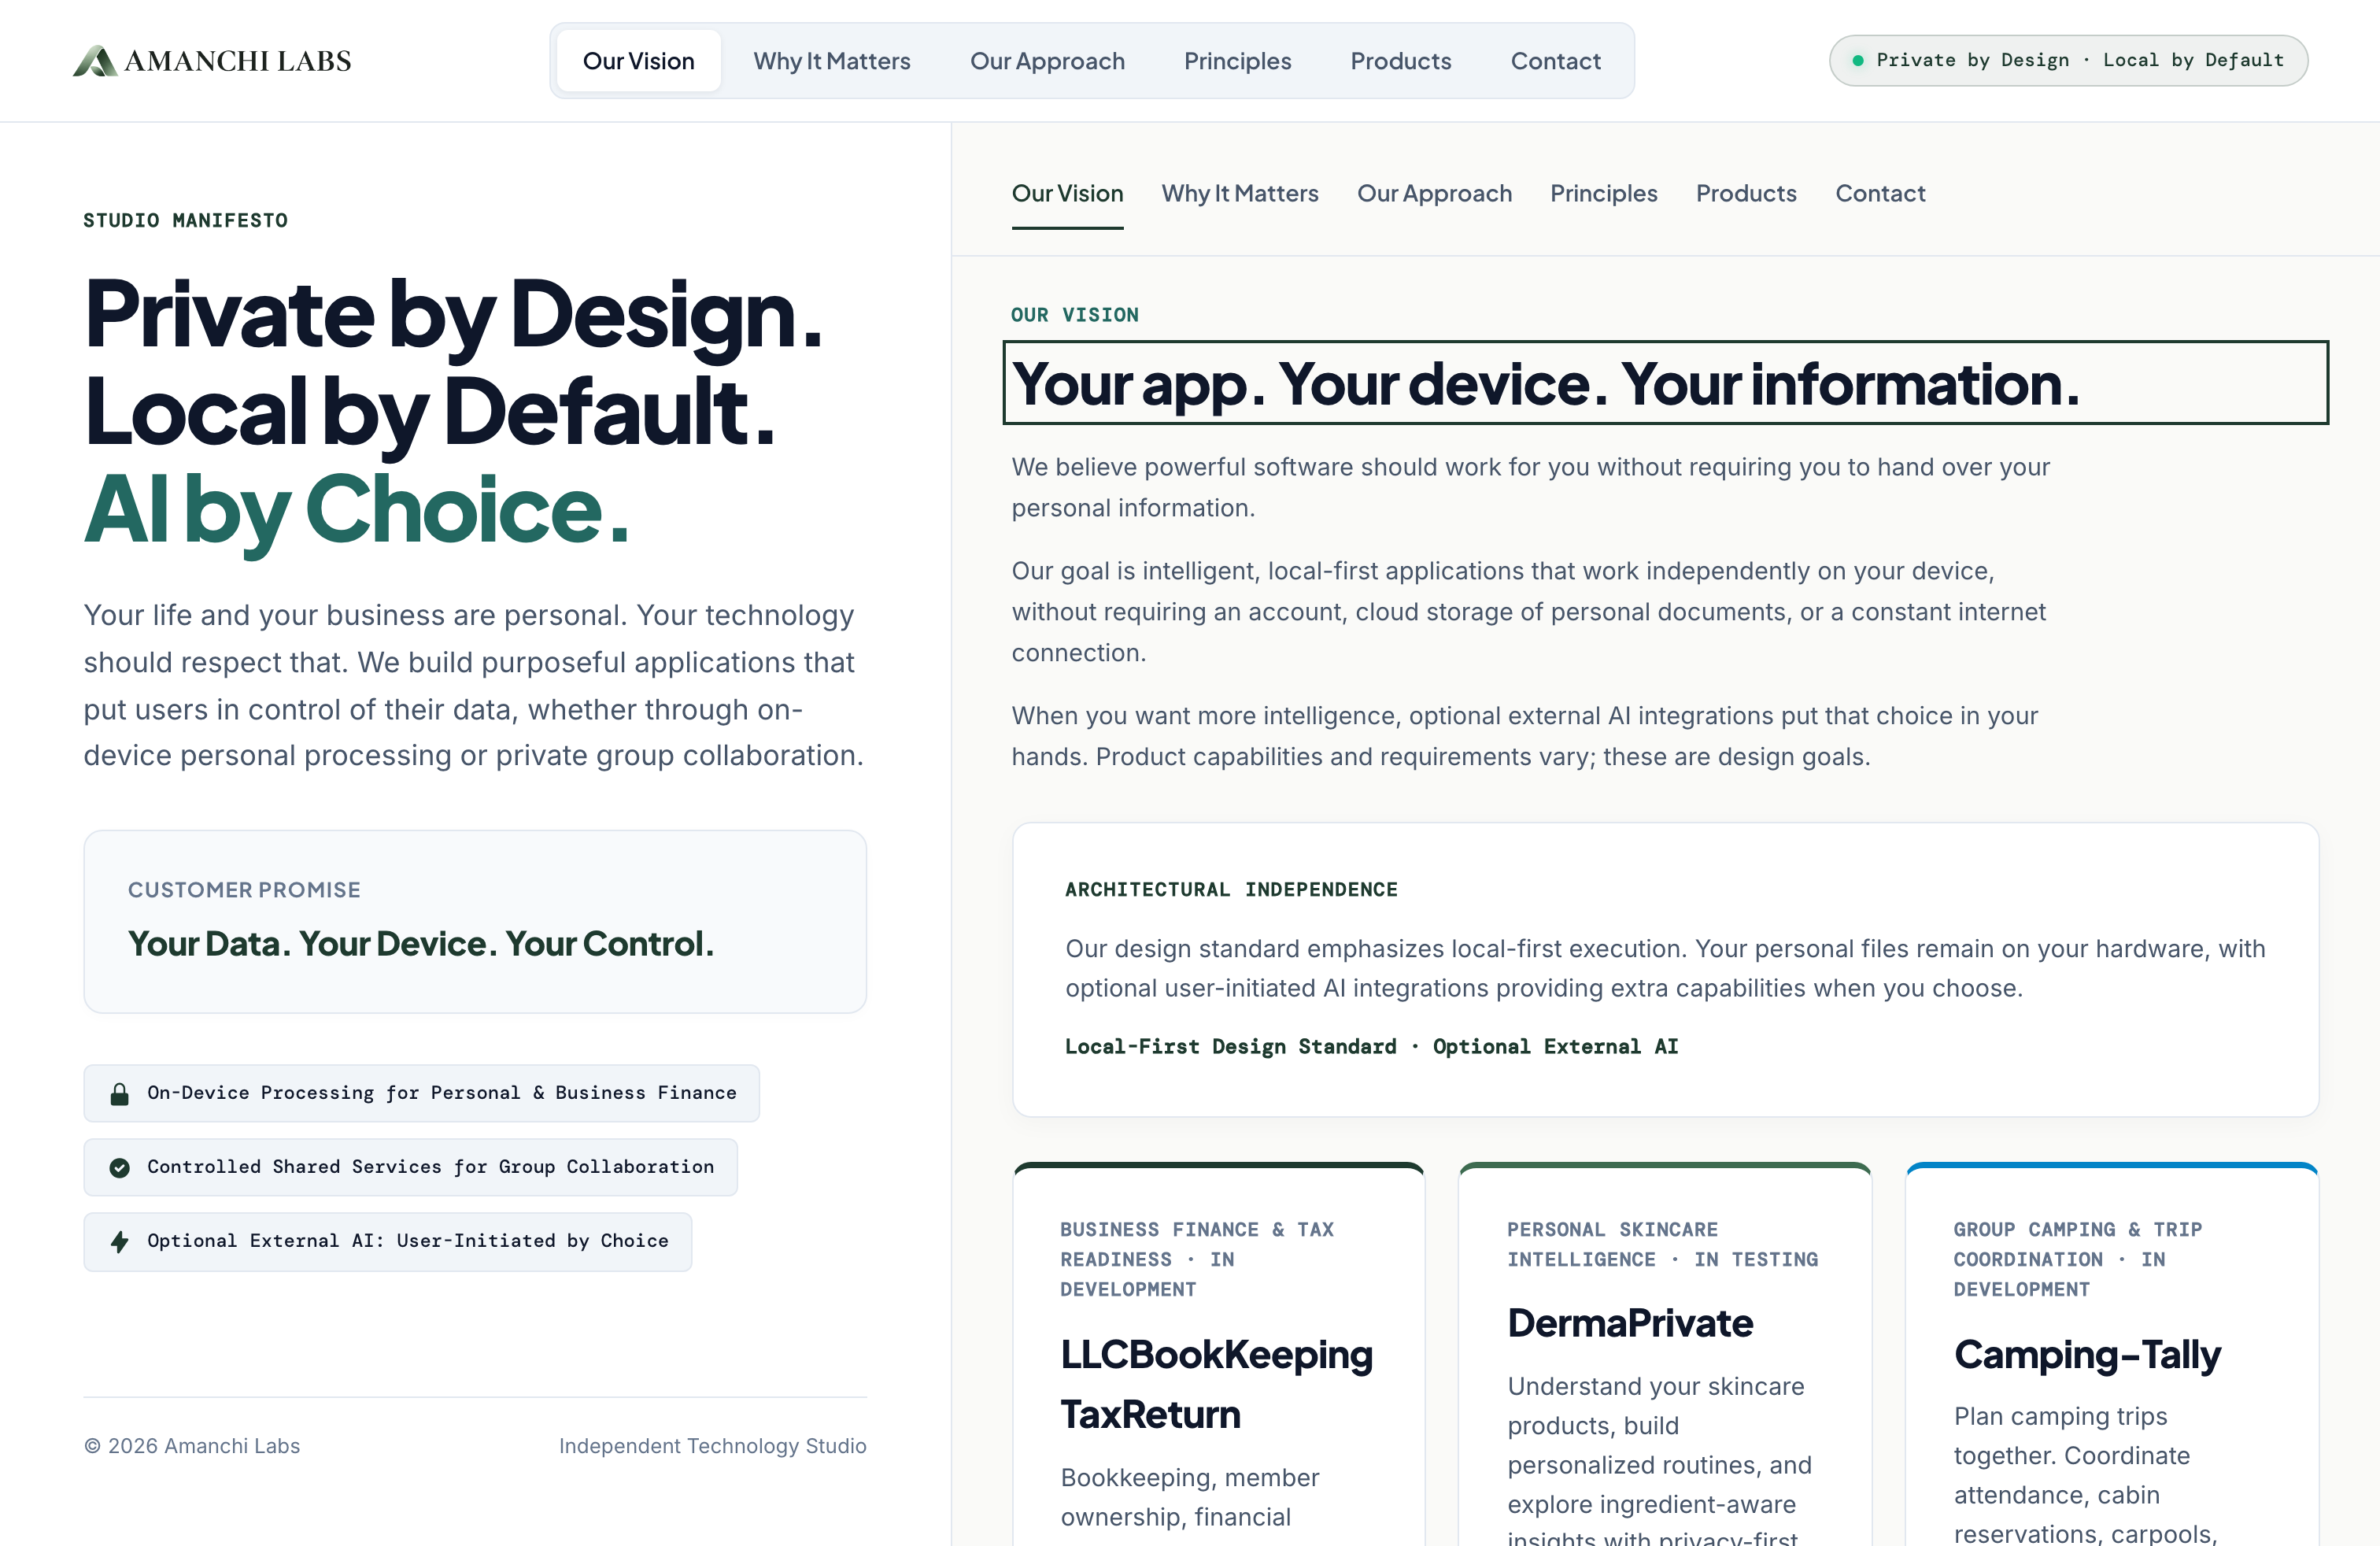 AMANCHI LABS
Our Vision
Why It Matters
Our Approach
Principles
Products
Contact
Private by Design · Local by Default
STUDIO MANIFESTO
Private by Design.
Local by Default.
AI by Choice.
Your life and your business are personal. Your technology
should respect that. We build purposeful applications that
put users in control of their data, whether through on-
device personal processing or private group collaboration.
CUSTOMER PROMISE
Your Data. Your Device. Your Control.
On-Device Processing for Personal & Business Finance
Controlled Shared Services for Group Collaboration
Optional External AI: User-Initiated by Choice
© 2026 Amanchi Labs
Independent Technology Studio
Our Vision
Why It Matters
Our Approach
Principles
Products
Contact
OUR VISION
Your app. Your device. Your information.
We believe powerful software should work for you without requiring you to hand over your
personal information.
Our goal is intelligent, local-first applications that work independently on your device,
without requiring an account, cloud storage of personal documents, or a constant internet
connection.
When you want more intelligence, optional external AI integrations put that choice in your
hands. Product capabilities and requirements vary; these are design goals.
ARCHITECTURAL INDEPENDENCE
Our design standard emphasizes local-first execution. Your personal files remain on your hardware, with
optional user-initiated AI integrations providing extra capabilities when you choose.
Local-First Design Standard · Optional External AI
BUSINESS FINANCE & TAX
READINESS · IN
DEVELOPMENT
LLCBookKeeping
TaxReturn
Bookkeeping, member
ownership, financial
PERSONAL SKINCARE
INTELLIGENCE · IN TESTING
DermaPrivate
Understand your skincare
products, build
personalized routines, and
explore ingredient-aware
insights with privacy-first
GROUP CAMPING & TRIP
COORDINATION · IN
DEVELOPMENT
Camping-Tally
Plan camping trips
together. Coordinate
attendance, cabin
reservations, carpools,